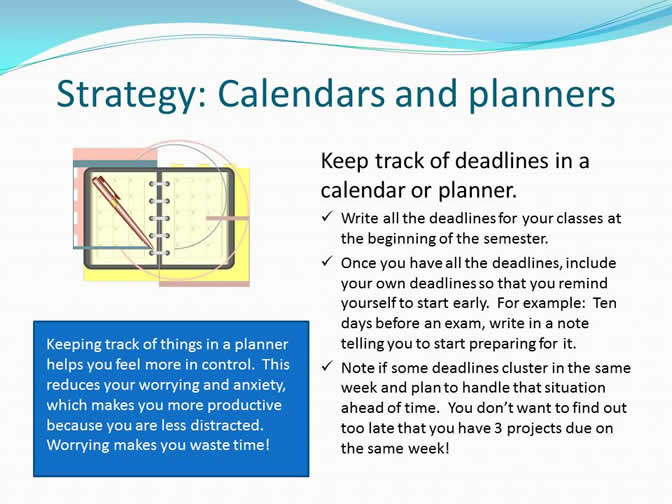 Strategy: Calendars and planners
Keep track of deadlines in a
calendar or planner.
✓ Write all the deadlines for your classes at
the beginning of the semester.
✓ Once you have all the deadlines, include
your own deadlines so that you remind
yourself to start early.  For example:  Ten
days before an exam, write in a note
telling you to start preparing for it.
✓ Note if some deadlines cluster in the same
week and plan to handle that situation
ahead of time.  You don’t want to find out
too late that you have 3 projects due on
the same week!
Keeping track of things in a planner
helps you feel more in control.  This
reduces your worrying and anxiety,
which makes you more productive
because you are less distracted.
Worrying makes you waste time!